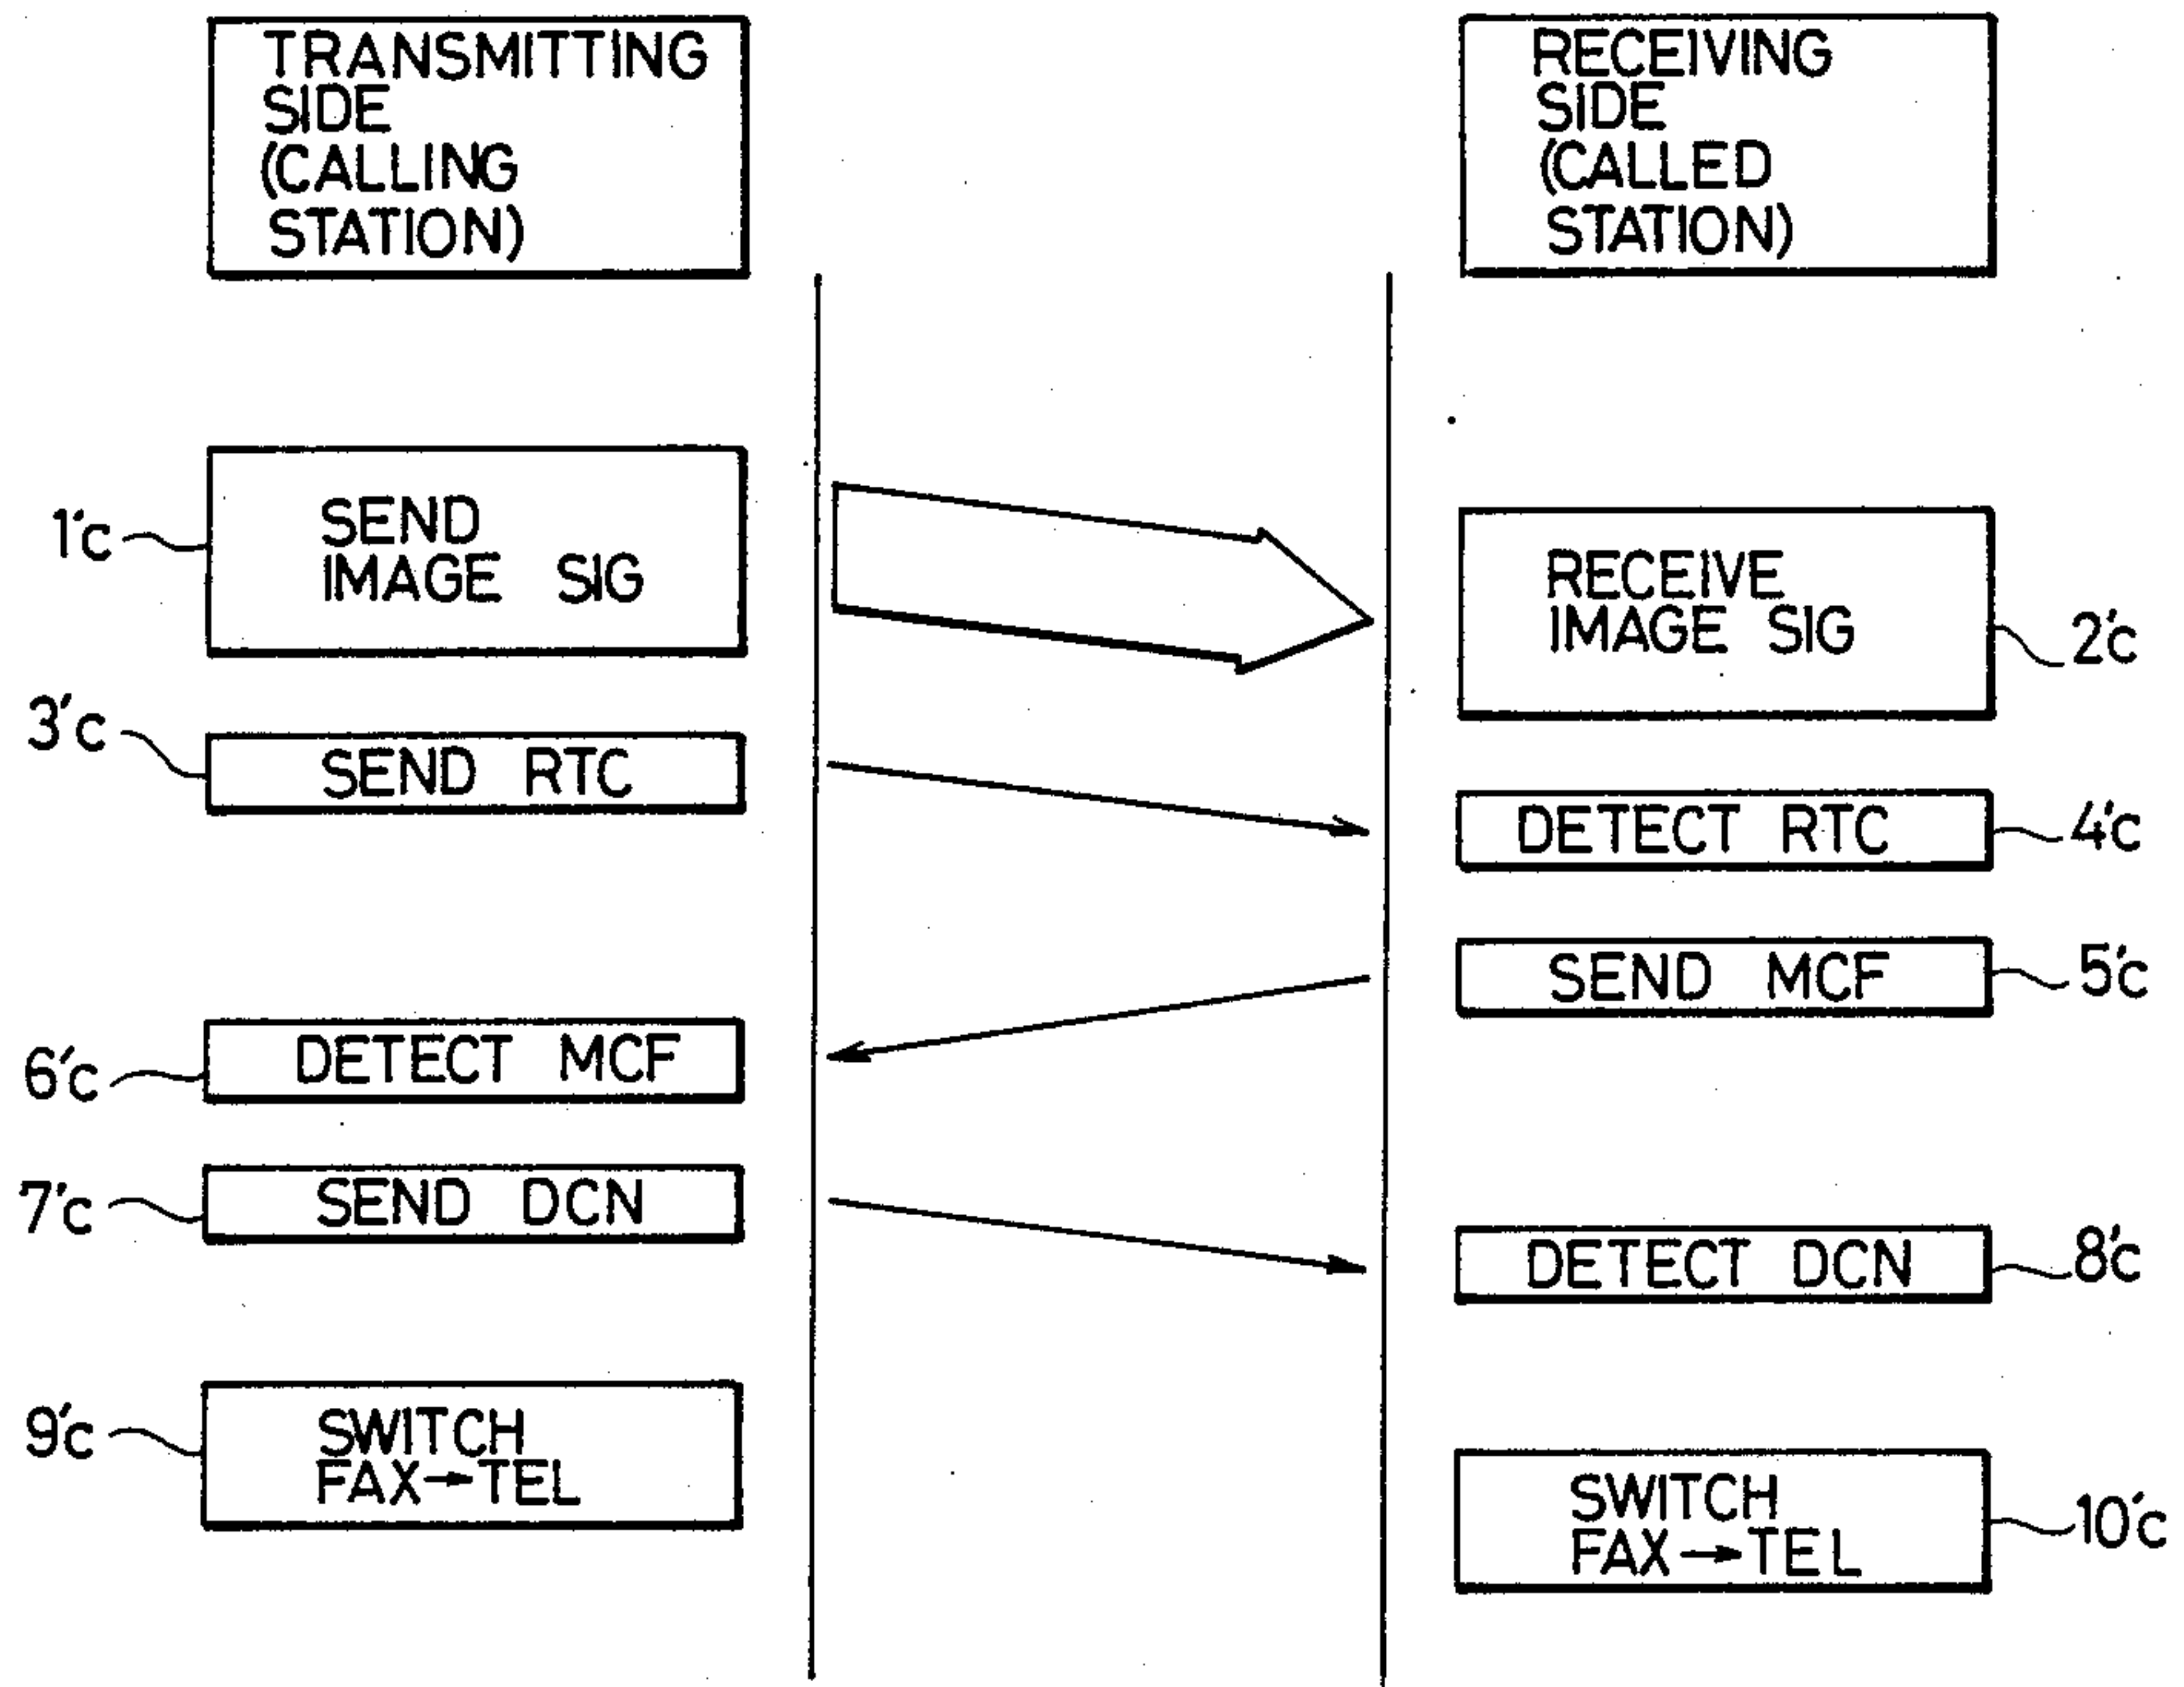 TRANSMITTING
SIDE
(CALLING
STATION)
RECEIVING
SIDE
(CALLED
STATION)
1'c
SEND
IMAGE SIG
RECEIVE
IMAGE SIG
2'c
3'c
SEND RTC
DETECT RTC
4'c
SEND MCF
5'c
6'c
DETECT MCF
7'c
SEND DCN
DETECT DCN
8'c
9'c
SWITCH
FAX→TEL
SWITCH
FAX→TEL
10'c